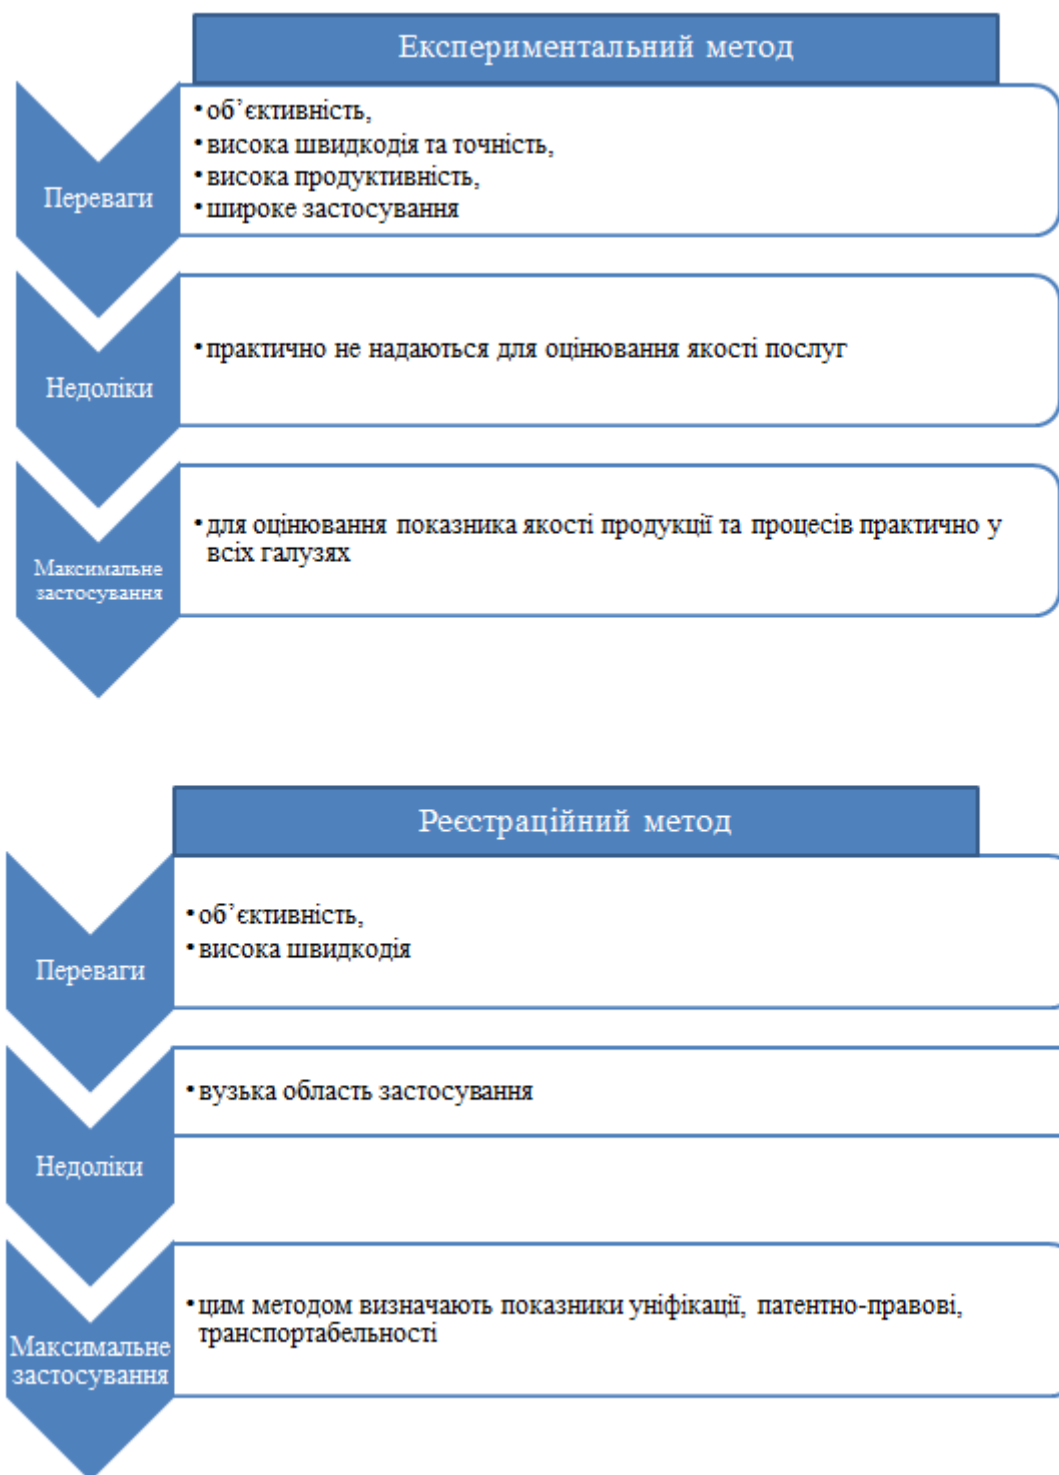 Експериментальний метод
Переваги
•об’єктивність,
•висока швидкодія та точність,
•висока продуктивність,
•широке застосування
Недоліки
•практично не надаються для оцінювання якості послуг
Максимальне
застосування
•для оцінювання показника якості продукції та процесів практично у
всіх галузях
Реєстраційний метод
Переваги
•об’єктивність,
•висока швидкодія
Недоліки
•вузька область застосування
Максимальне
застосування
•цим методом визначають показники уніфікації, патентно-правові,
транспортабельності